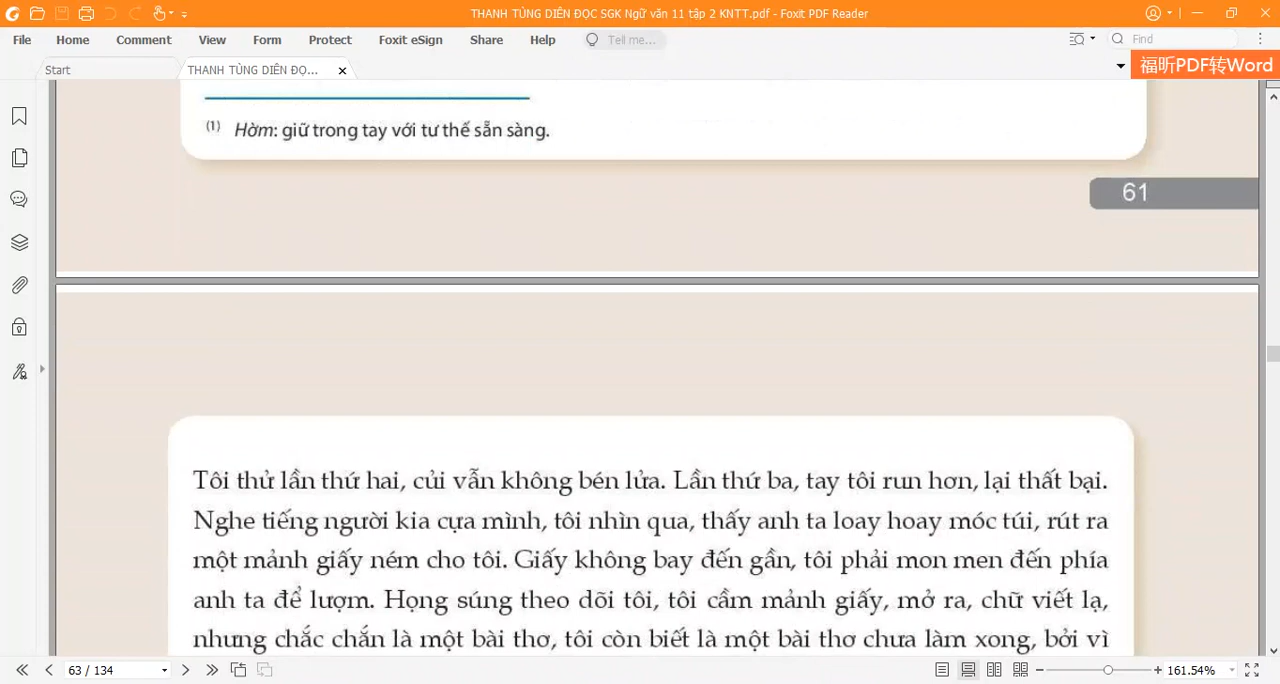 THANH TÙNG DIÊN ĐỌC SGK Ngữ văn 11 tập 2 KNTT.pdf - Foxit PDF Reader
File Home Comment View Form Protect Foxit eSign Share Help Tell me... Find
Start THANH TÙNG DIÊN ĐỌ... 福昕PDF转Word
(1) Hờm: giữ trong tay với tư thế sẵn sàng.
61
Tôi thử lần thứ hai, củi vẫn không bén lửa. Lần thứ ba, tay tôi run hơn, lại thất bại.
Nghe tiếng người kia cựa mình, tôi nhìn qua, thấy anh ta loay hoay móc túi, rút ra
một mảnh giấy ném cho tôi. Giấy không bay đến gần, tôi phải mon men đến phía
anh ta để lượm. Họng súng theo dõi tôi, tôi cầm mảnh giấy, mở ra, chữ viết lạ,
nhưng chắc chắn là một bài thơ, tôi còn biết là một bài thơ chưa làm xong, bởi vì
63 / 134 161.54%